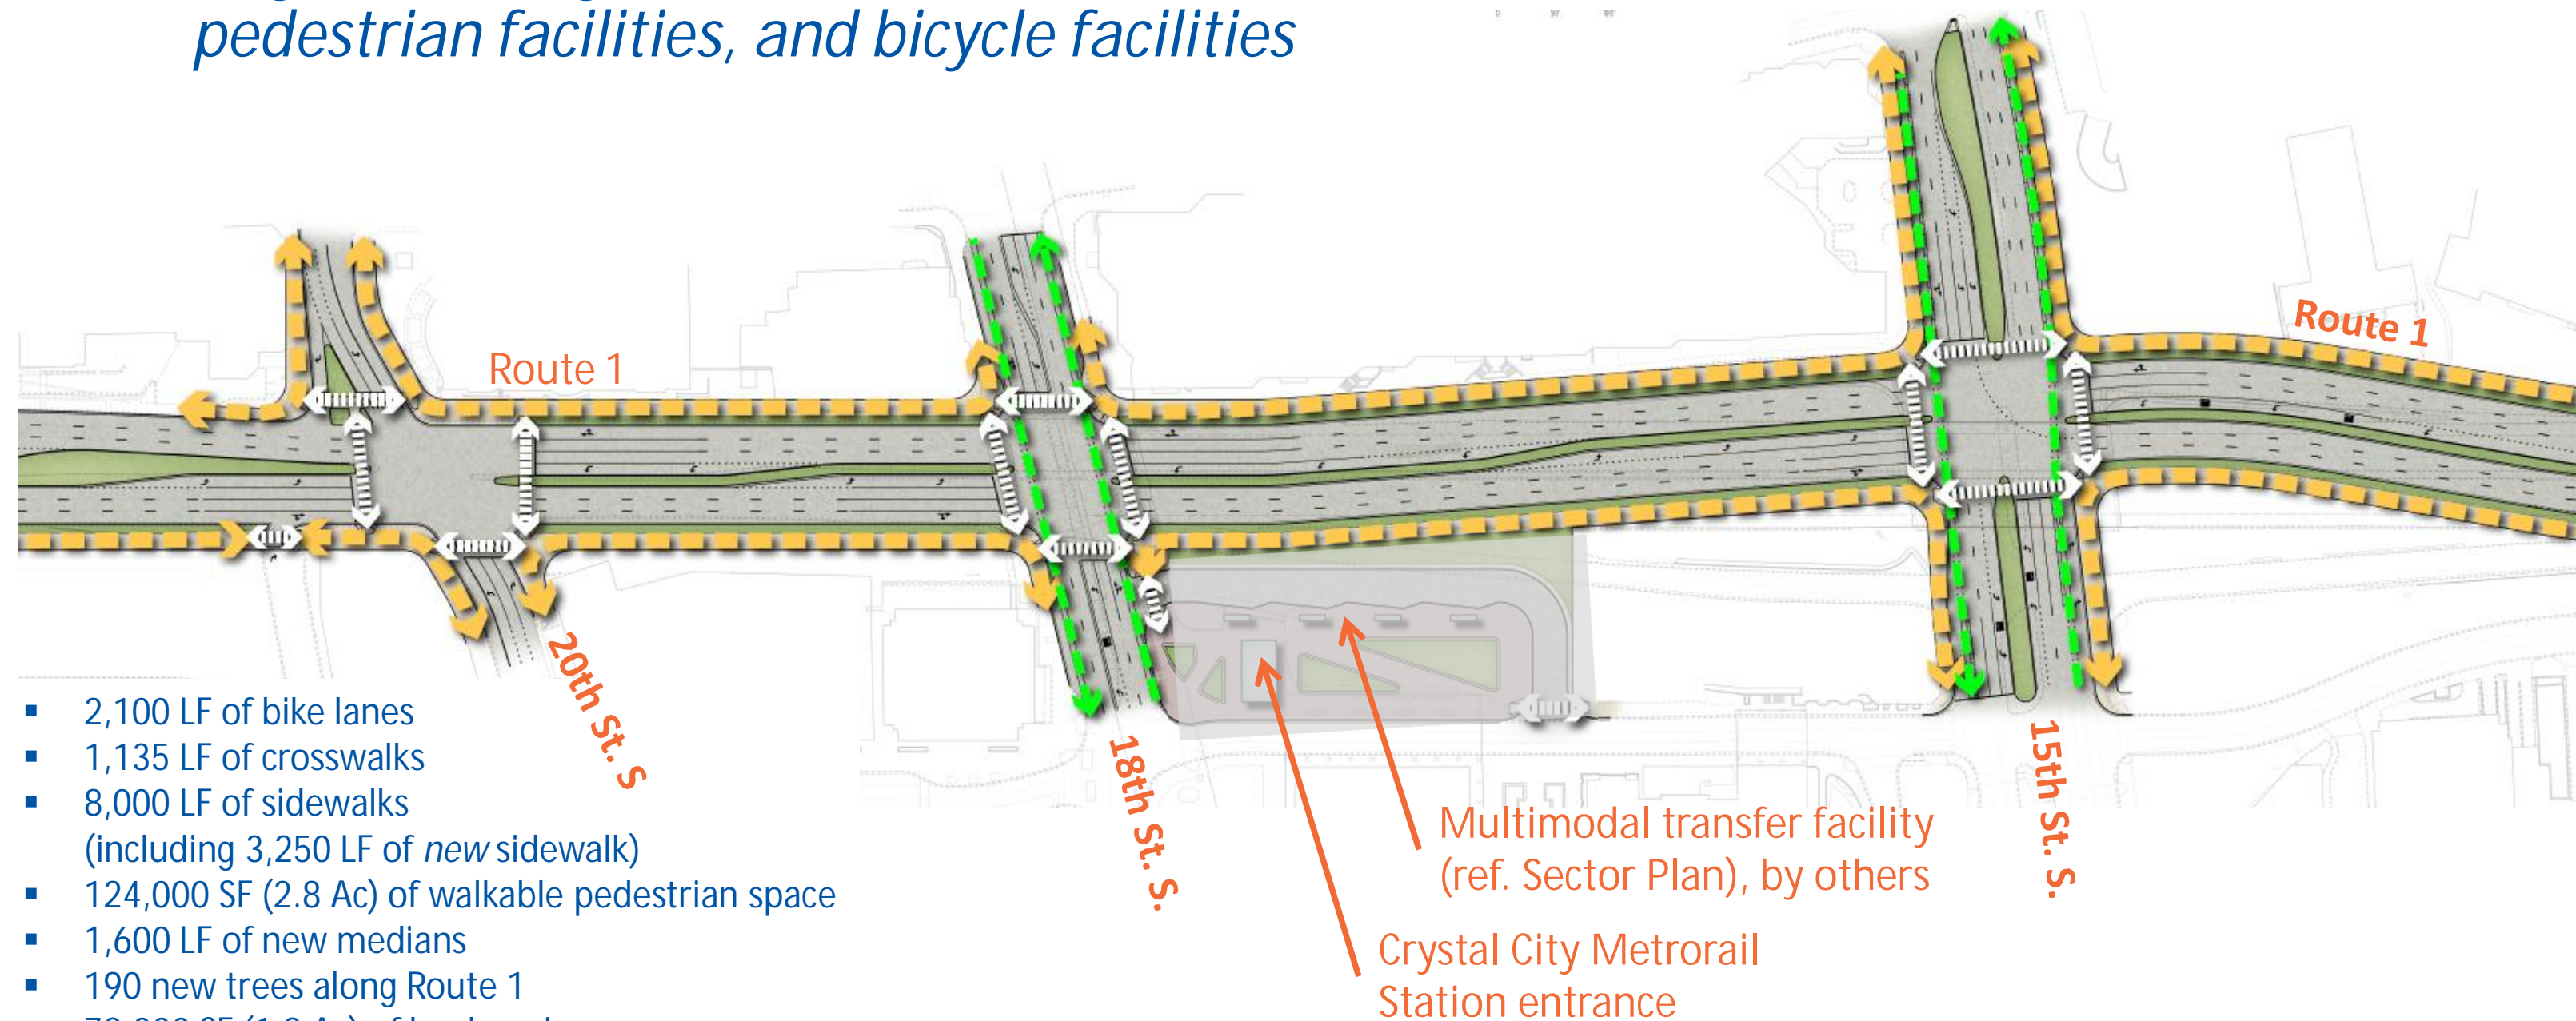 pedestrian facilities, and bicycle facilities
0 50' 100'
Route 1
Route 1
20th St. S
18th St. S.
15th St. S.
▪ 2,100 LF of bike lanes
▪ 1,135 LF of crosswalks
▪ 8,000 LF of sidewalks
(including 3,250 LF of new sidewalk)
▪ 124,000 SF (2.8 Ac) of walkable pedestrian space
▪ 1,600 LF of new medians
▪ 190 new trees along Route 1
Multimodal transfer facility
(ref. Sector Plan), by others
Crystal City Metrorail
Station entrance